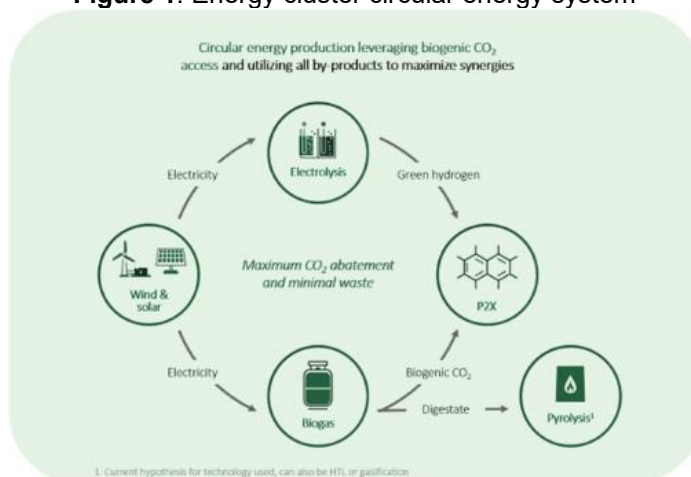 Figure 1: Energy cluster circular energy system
Circular energy production leveraging biogenic CO₂
access and utilizing all by-products to maximize synergies
Electrolysis
Electricity
Green hydrogen
Maximum CO₂ abatement
and minimal waste
Wind &
solar
P2X
Electricity
Biogenic CO₂
Digestate
Biogas
Pyrolysis¹
1. Current hypothesis for technology used, can also be HTL or gasification